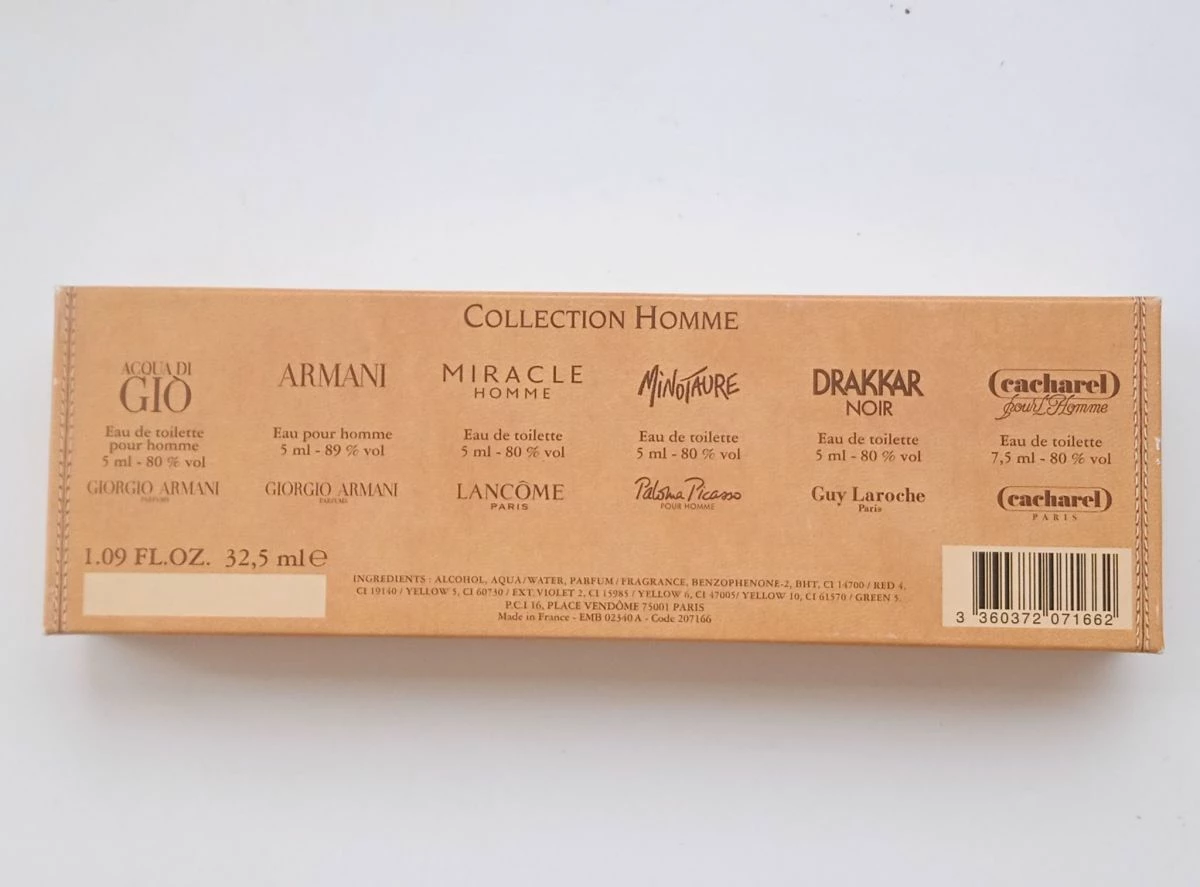 COLLECTION HOMME
ACQUA DI
GIÒ
Eau de toilette
pour homme
5 ml - 80 % vol
GIORGIO ARMANI
PARFUMS
ARMANI
Eau pour homme
5 ml - 89 % vol
GIORGIO ARMANI
PARFUMS
MIRACLE
HOMME
Eau de toilette
5 ml - 80 % vol
LANCÔME
PARIS
MINOTAURE
Eau de toilette
5 ml - 80 % vol
Paloma Picasso
POUR HOMME
DRAKKAR
NOIR
Eau de toilette
5 ml - 80 % vol
Guy Laroche
Paris
cacharel
pour l'Homme
Eau de toilette
7,5 ml - 80 % vol
cacharel
PARIS
1.09 FL.OZ. 32,5 ml ℮
INGREDIENTS : ALCOHOL, AQUA/WATER, PARFUM / FRAGRANCE, BENZOPHENONE-2, BHT, CI 14700 / RED 4,
CI 19140 / YELLOW 5, CI 60730 / EXT. VIOLET 2, CI 15985 / YELLOW 6, CI 47005/ YELLOW 10, CI 61570 / GREEN 5.
P.C.I 16, PLACE VENDÔME 75001 PARIS
Made in France - EMB 02340 A - Code 207166
3 360372 071662